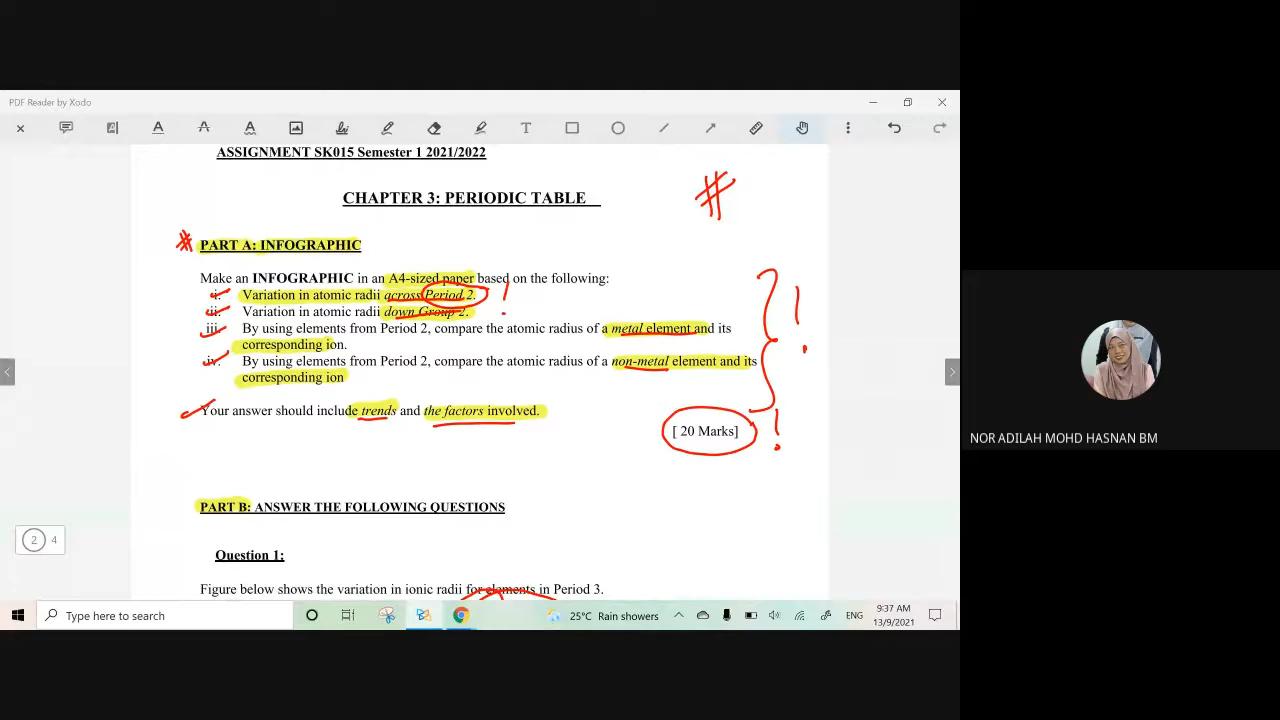 PDF Reader by Xodo
ASSIGNMENT SK015 Semester 1 2021/2022
CHAPTER 3: PERIODIC TABLE
PART A: INFOGRAPHIC
Make an INFOGRAPHIC in an A4-sized paper based on the following:
i. Variation in atomic radii across Period 2.
ii. Variation in atomic radii down Group 2.
iii. By using elements from Period 2, compare the atomic radius of a metal element and its
corresponding ion.
iv. By using elements from Period 2, compare the atomic radius of a non-metal element and its
corresponding ion
Your answer should include trends and the factors involved.
[ 20 Marks]
PART B: ANSWER THE FOLLOWING QUESTIONS
2 4
Question 1:
Figure below shows the variation in ionic radii for elements in Period 3.
NOR ADILAH MOHD HASNAN BM
Type here to search
25°C Rain showers
ENG
9:37 AM
13/9/2021